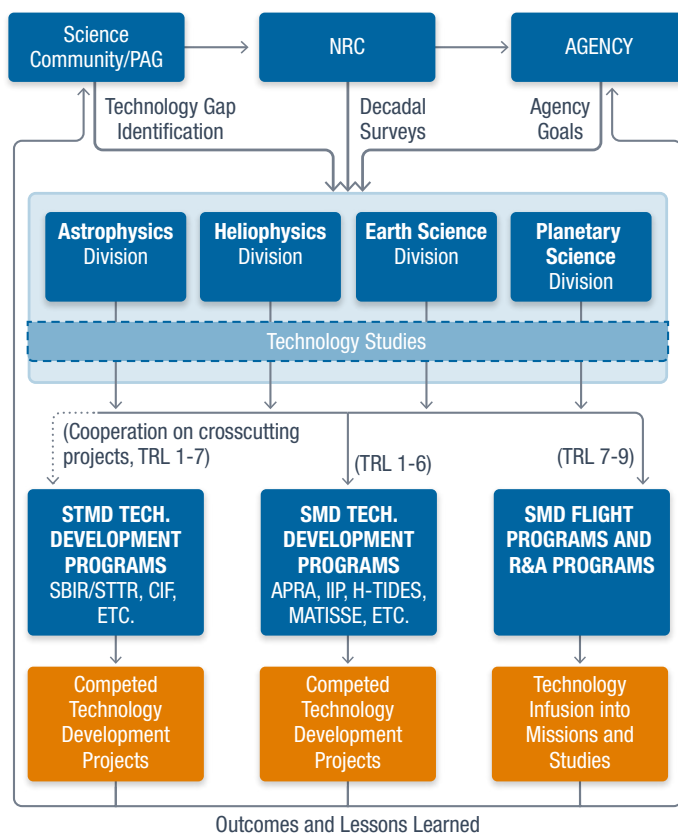 Science
Community/PAG
NRC
AGENCY
Technology Gap
Identification
Decadal
Surveys
Agency
Goals
Astrophysics
Division
Heliophysics
Division
Earth Science
Division
Planetary
Science
Division
Technology Studies
(Cooperation on crosscutting
projects, TRL 1-7)
(TRL 1-6)
(TRL 7-9)
STMD TECH.
DEVELOPMENT
PROGRAMS
SBIR/STTR, CIF,
ETC.
SMD TECH.
DEVELOPMENT
PROGRAMS
APRA, IIP, H-TIDES,
MATISSE, ETC.
SMD FLIGHT
PROGRAMS AND
R&A PROGRAMS
Competed
Technology
Development
Projects
Competed
Technology
Development
Projects
Technology
Infusion into
Missions and
Studies
Outcomes and Lessons Learned